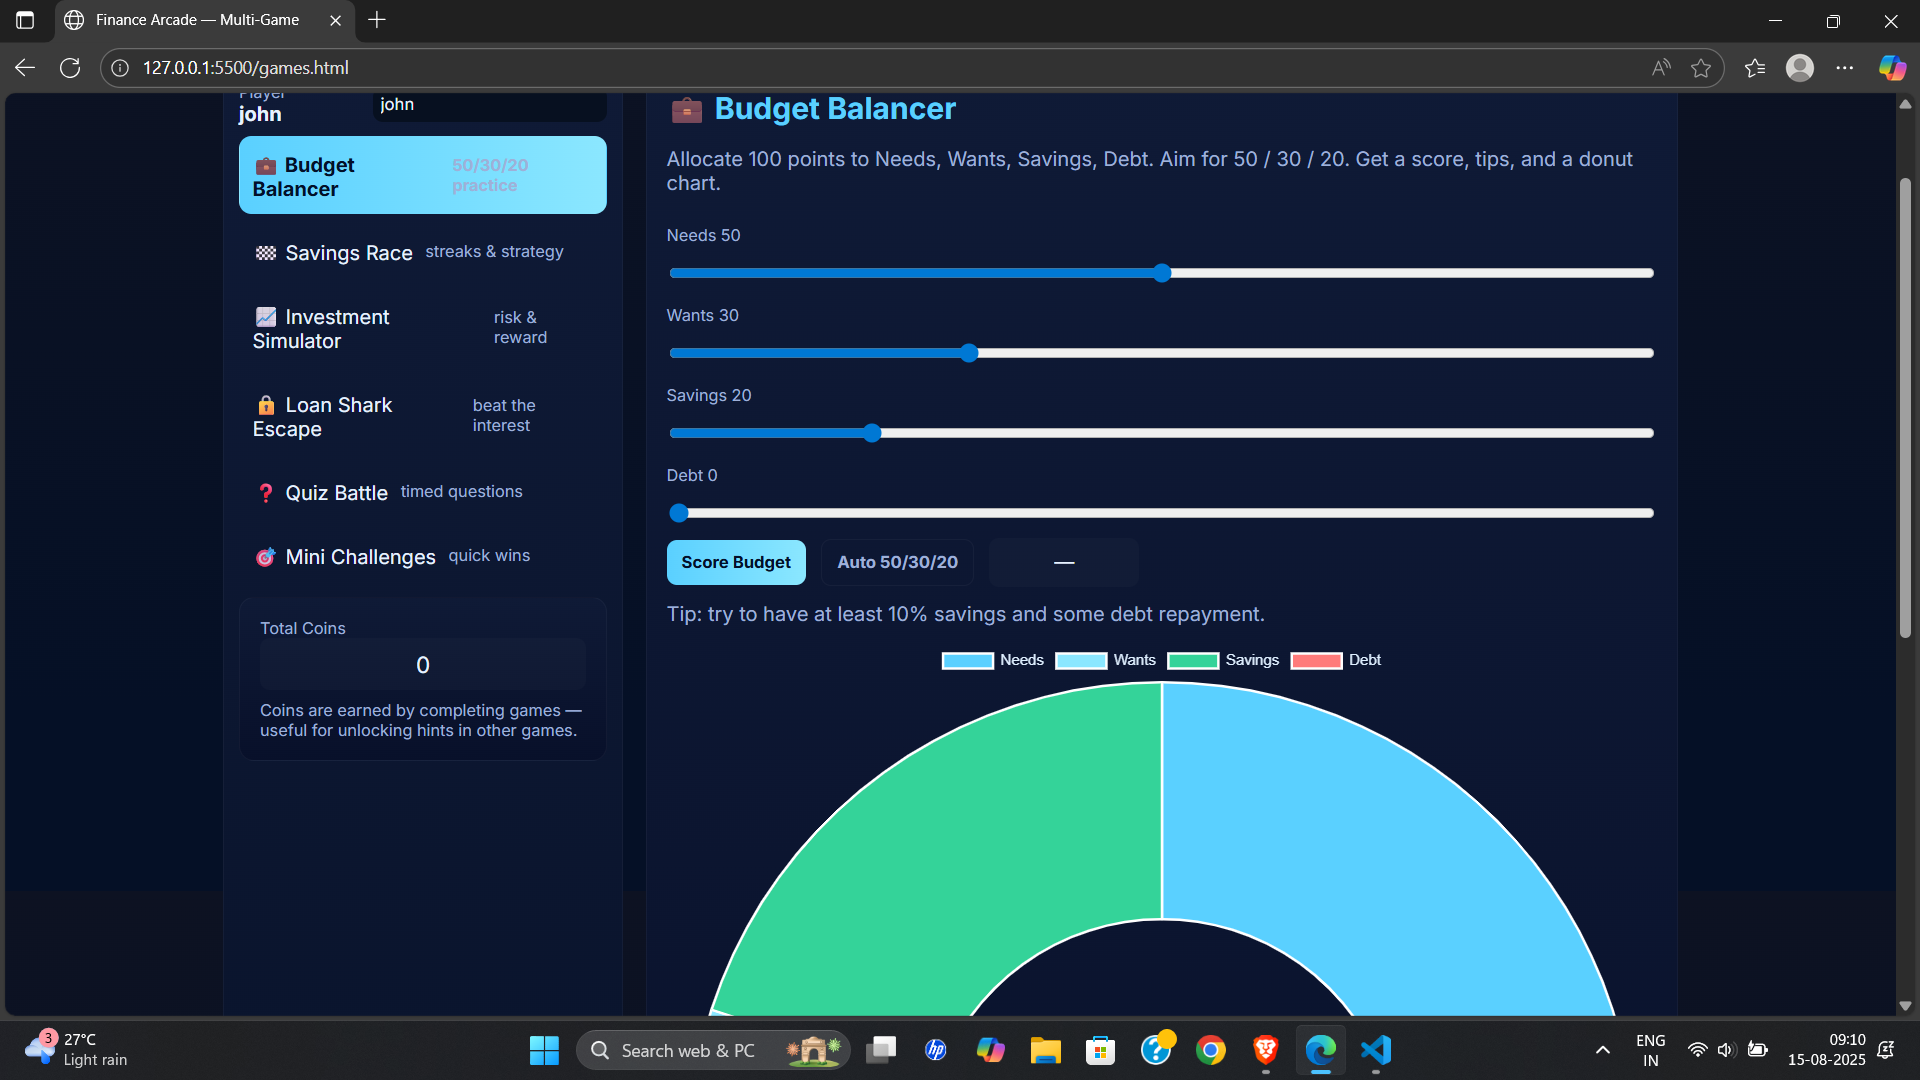 Finance Arcade — Multi-Game
127.0.0.1:5500/games.html
Player
john
john
Budget Balancer
50/30/20 practice
Savings Race streaks & strategy
Investment Simulator
risk & reward
Loan Shark Escape
beat the interest
Quiz Battle timed questions
Mini Challenges quick wins
Total Coins
0
Coins are earned by completing games —
useful for unlocking hints in other games.
Budget Balancer
Allocate 100 points to Needs, Wants, Savings, Debt. Aim for 50 / 30 / 20. Get a score, tips, and a donut
chart.
Needs 50
Wants 30
Savings 20
Debt 0
Score Budget Auto 50/30/20 —
Tip: try to have at least 10% savings and some debt repayment.
Needs Wants Savings Debt
3
27°C
Light rain
Search web & PC
hp
ENG
IN
09:10
15-08-2025